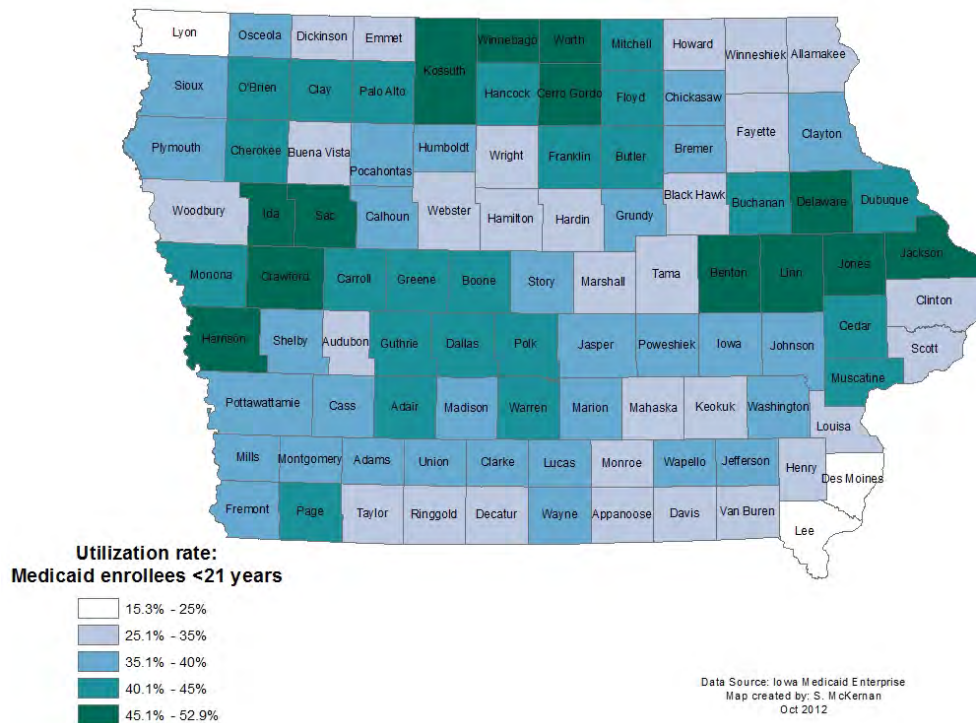 Lyon
Osceola
Dickinson
Emmet
Kossuth
Winnebago
Worth
Mitchell
Howard
Winneshiek
Allamakee
Sioux
O'Brien
Clay
Palo Alto
Hancock
Cerro Gordo
Floyd
Chickasaw
Fayette
Clayton
Plymouth
Cherokee
Buena Vista
Pocahontas
Humboldt
Wright
Franklin
Butler
Bremer
Woodbury
Ida
Sac
Calhoun
Webster
Hamilton
Hardin
Grundy
Black Hawk
Buchanan
Delaware
Dubuque
Monona
Crawford
Carroll
Greene
Boone
Story
Marshall
Tama
Benton
Linn
Jones
Jackson
Clinton
Harrison
Shelby
Audubon
Guthrie
Dallas
Polk
Jasper
Poweshiek
Iowa
Johnson
Cedar
Scott
Muscatine
Pottawattamie
Cass
Adair
Madison
Warren
Marion
Mahaska
Keokuk
Washington
Louisa
Mills
Montgomery
Adams
Union
Clarke
Lucas
Monroe
Wapello
Jefferson
Henry
Des Moines
Fremont
Page
Taylor
Ringgold
Decatur
Wayne
Appanoose
Davis
Van Buren
Lee
Utilization rate:
Medicaid enrollees <21 years
15.3% - 25%
25.1% - 35%
35.1% - 40%
40.1% - 45%
45.1% - 52.9%
Data Source: Iowa Medicaid Enterprise
Map created by: S. McKernan
Oct 2012